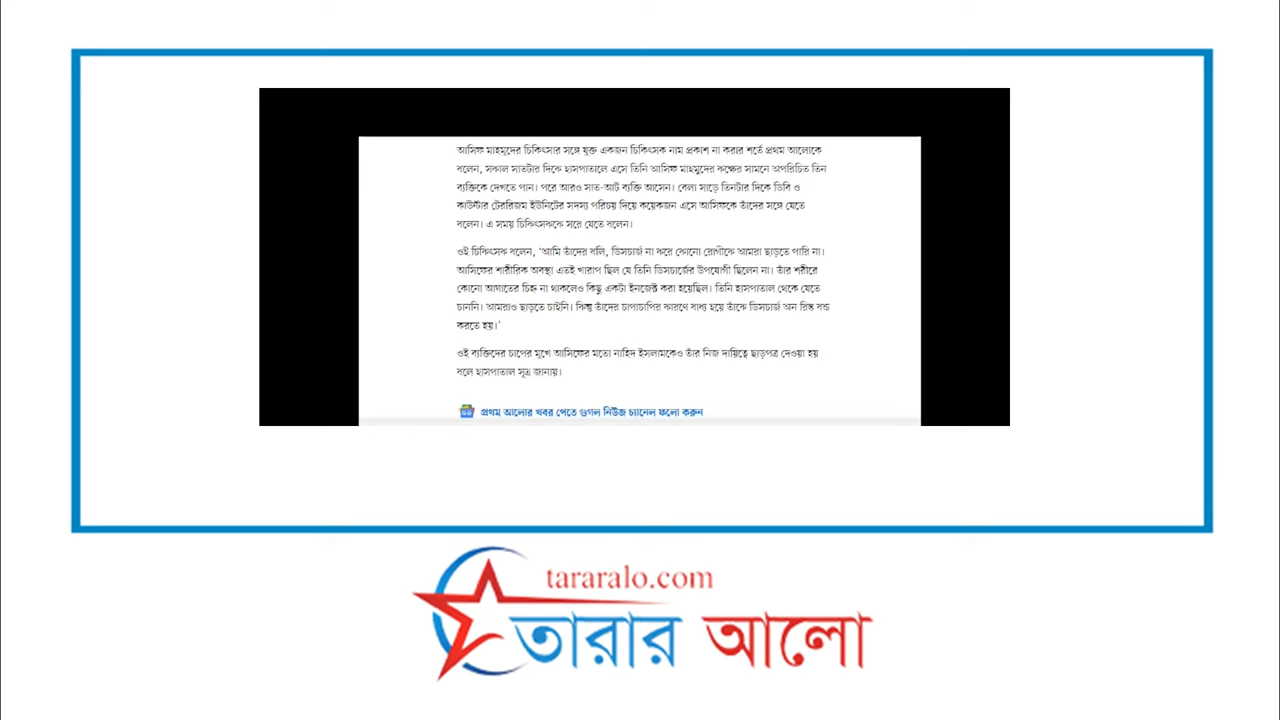 আসিফ মাহমুদের চিকিৎসার সঙ্গে যুক্ত একজন চিকিৎসক নাম প্রকাশ না করার শর্তে প্রথম আলোকে
বলেন, সকাল সাতটার দিকে হাসপাতালে এসে তিনি আসিফ মাহমুদের কক্ষের সামনে অপরিচিত তিন
ব্যক্তিকে দেখতে পান। পরে আরও সাত-আট ব্যক্তি আসেন। বেলা সাড়ে তিনটার দিকে ডিবি ও
কাউন্টার টেররিজম ইউনিটের সদস্য পরিচয় দিয়ে কয়েকজন এসে আসিফকে তাঁদের সঙ্গে যেতে
বলেন। এ সময় চিকিৎসককে সরে যেতে বলেন।
ওই চিকিৎসক বলেন, ‘আমি তাঁদের বলি, ডিসচার্জ না করে কোনো রোগীকে আমরা ছাড়তে পারি না।
আসিফের শারীরিক অবস্থা এতই খারাপ ছিল যে তিনি ডিসচার্জের উপযোগী ছিলেন না। তাঁর শরীরে
কোনো আঘাতের চিহ্ন না থাকলেও কিছু একটা ইনজেক্ট করা হয়েছিল। তিনি হাসপাতাল থেকে যেতে
চাননি। আমরাও ছাড়তে চাইনি। কিন্তু তাঁদের চাপাচাপির কারণে বাধ্য হয়ে তাঁকে ডিসচার্জ অন রিস্ক বন্ড
করতে হয়।’
ওই ব্যক্তিদের চাপের মুখে আসিফের মতো নাহিদ ইসলামকেও তাঁর নিজ দায়িত্বে ছাড়পত্র দেওয়া হয়
বলে হাসপাতাল সূত্র জানায়।
প্রথম আলোর খবর পেতে গুগল নিউজ চ্যানেল ফলো করুন
tararalo.com
তারার আলো